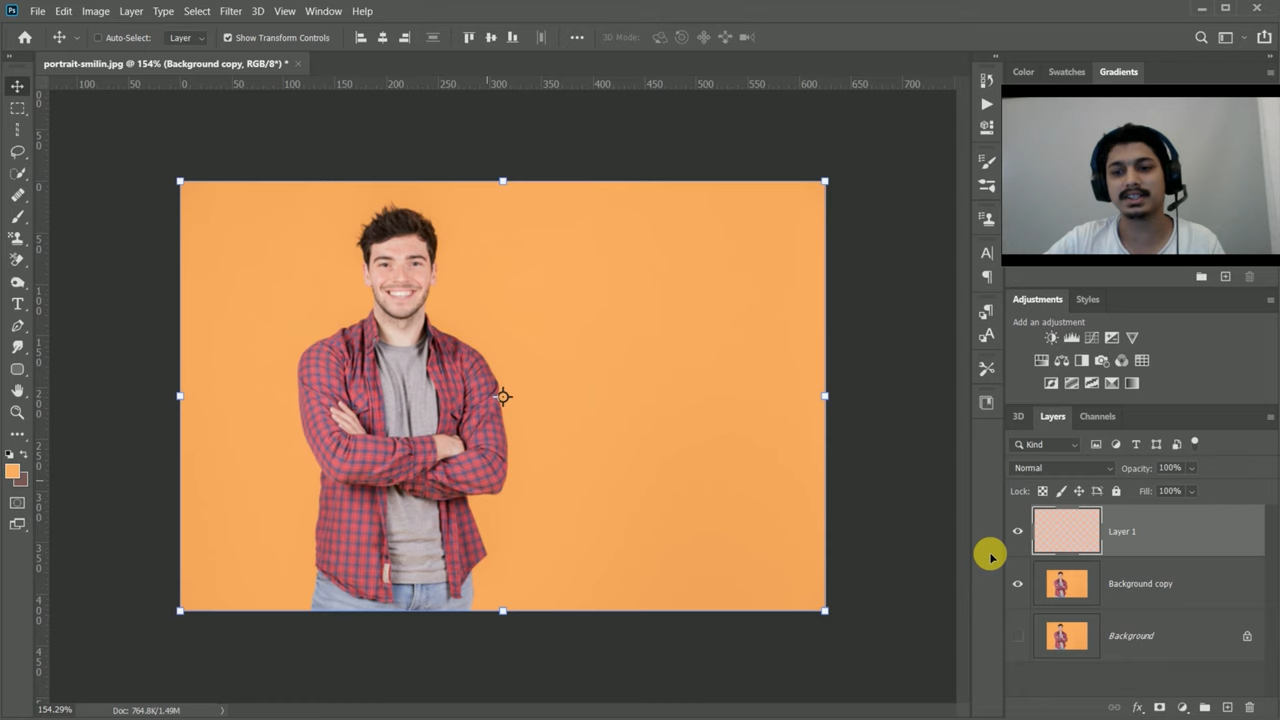 Ps File Edit Image Layer Type Select Filter 3D View Window Help
Auto-Select: Layer Show Transform Controls 3D Mode:
portrait-smilin.jpg @ 154% (Background copy, RGB/8*) *
100 50 0 50 100 150 200 250 300 350 400 450 500 550 600 650 700
Color Swatches Gradients
Adjustments Styles
Add an adjustment
3D Layers Channels
Kind
Normal Opacity: 100%
Lock: Fill: 100%
Layer 1
Background copy
Background
154.29% Doc: 764.8K/1.49M